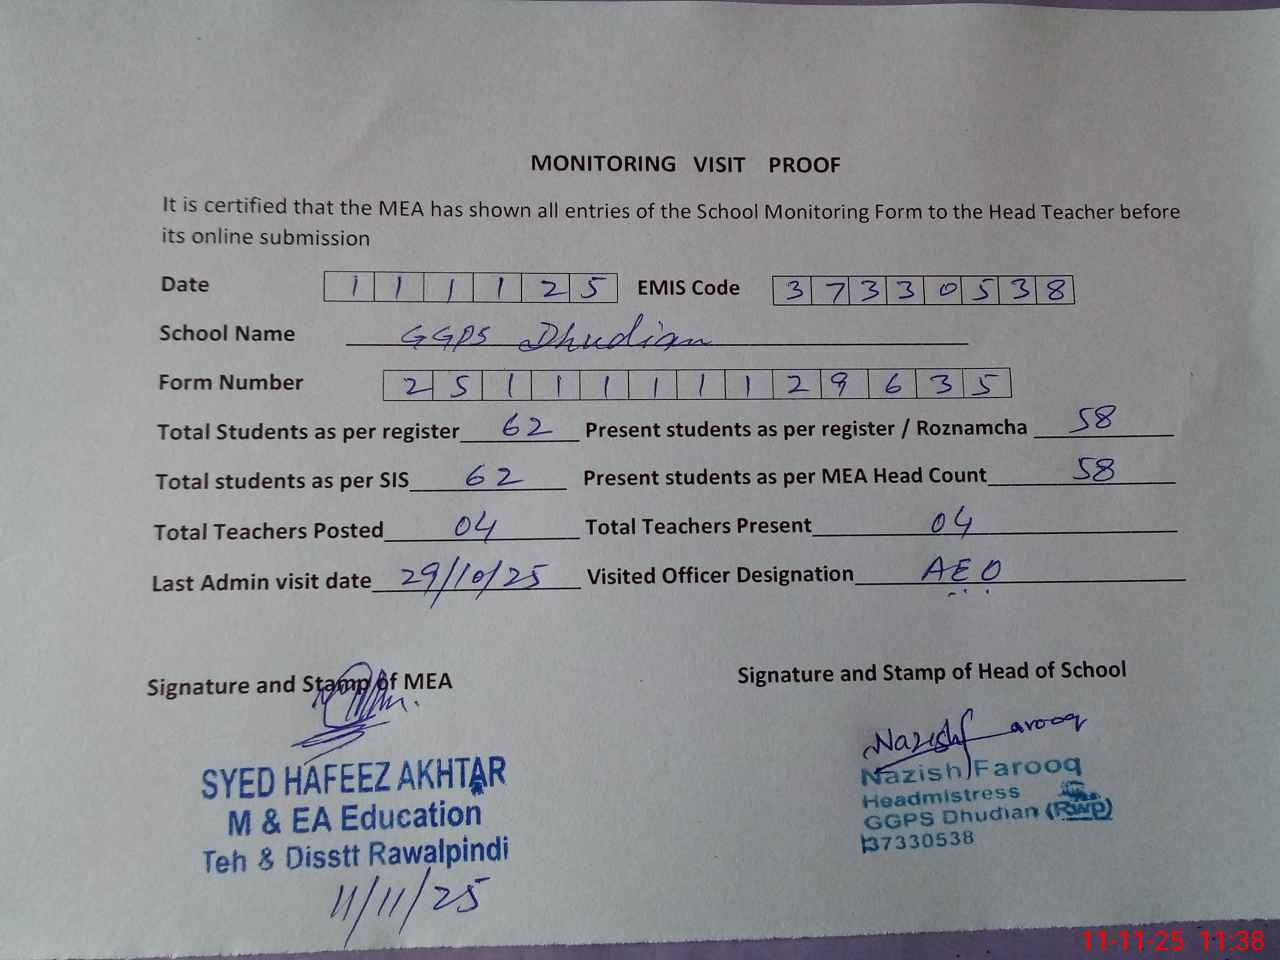 MONITORING VISIT PROOF
It is certified that the MEA has shown all entries of the School Monitoring Form to the Head Teacher before
its online submission
Date 1 1 1 1 2 5 EMIS Code 3 7 3 3 0 5 3 8
School Name GGPS Dhudian
Form Number 2 5 1 1 1 1 1 1 2 9 6 3 5
Total Students as per register 62 Present students as per register / Roznamcha 58
Total students as per SIS 62 Present students as per MEA Head Count 58
Total Teachers Posted 04 Total Teachers Present 04
Last Admin visit date 29/10/25 Visited Officer Designation AEO
Signature and Stamp of MEA Signature and Stamp of Head of School
Nazish Farooq
SYED HAFEEZ AKHTAR
M & EA Education
Teh & Disstt Rawalpindi
11/11/25
Nazish Farooq
Headmistress
GGPS Dhudian (Rwp)
37330538
11-11-25 11:38